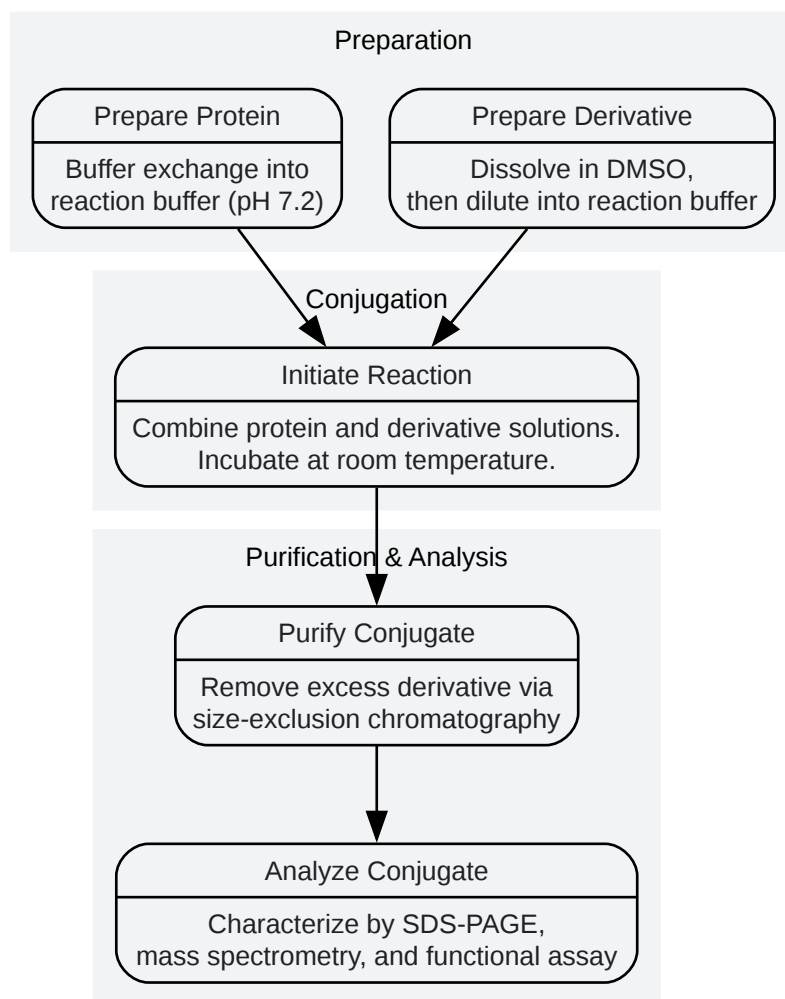 Preparation
Prepare Protein
Buffer exchange into
reaction buffer (pH 7.2)
Prepare Derivative
Dissolve in DMSO,
then dilute into reaction buffer
Conjugation
Initiate Reaction
Combine protein and derivative solutions.
Incubate at room temperature.
Purification & Analysis
Purify Conjugate
Remove excess derivative via
size-exclusion chromatography
Analyze Conjugate
Characterize by SDS-PAGE,
mass spectrometry, and functional assay